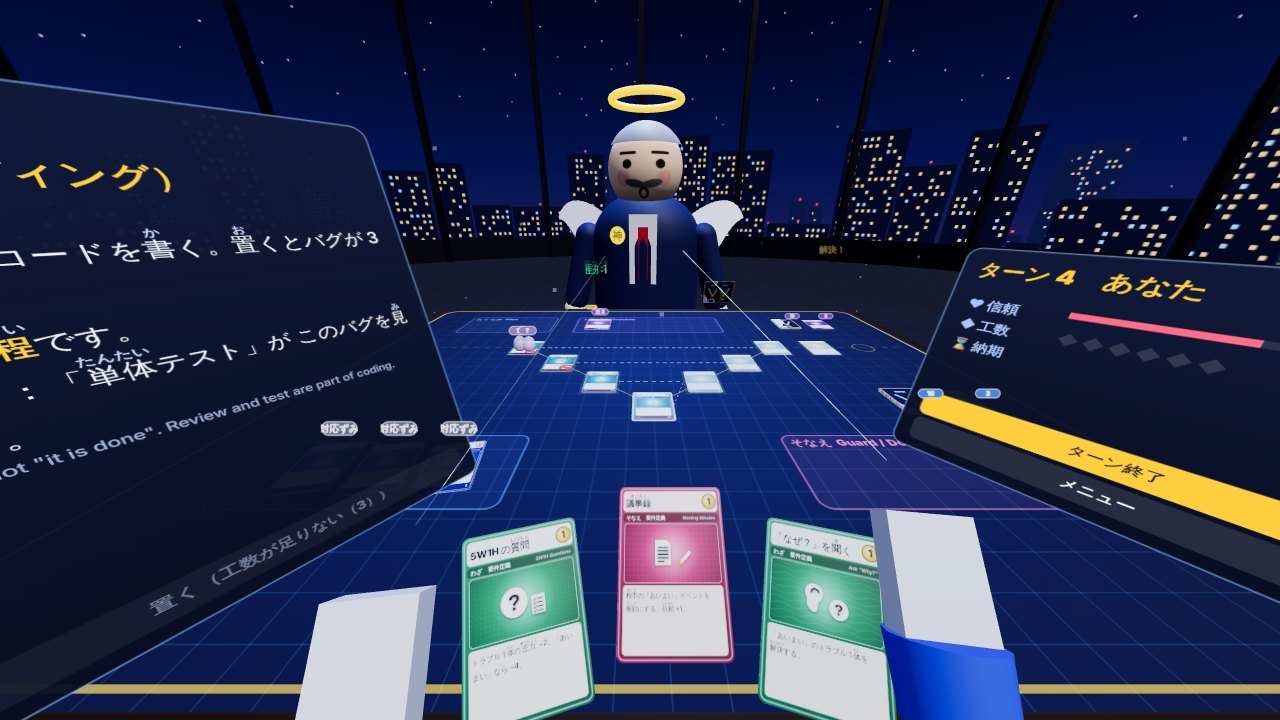 ィング）
コードを書く。置くとバグが 3
程です。
：「単体テスト」が このバグを見
。
ot "it is done". Review and test are part of coding.
置く（工数が足りない（3））
対応ずみ
対応ずみ
対応ずみ
神
解決！
ターン 4 あなた
信頼
工数
納期
10
3
ターン終了
メニュー
そなえ Guard / De
5W1H の質問
1
わざ 要件定義
5W1H Questions
トラブル 1体の圧力 -2。「あい
まい」なら -4。
議事録
1
そなえ 要件定義
Meeting Minutes
相手の「あいまい」イベントを
無効にする。信頼 +1。
「なぜ？」を聞く
1
わざ 要件定義
Ask "Why?"
「あいまい」のトラブル 1体を
解決する。